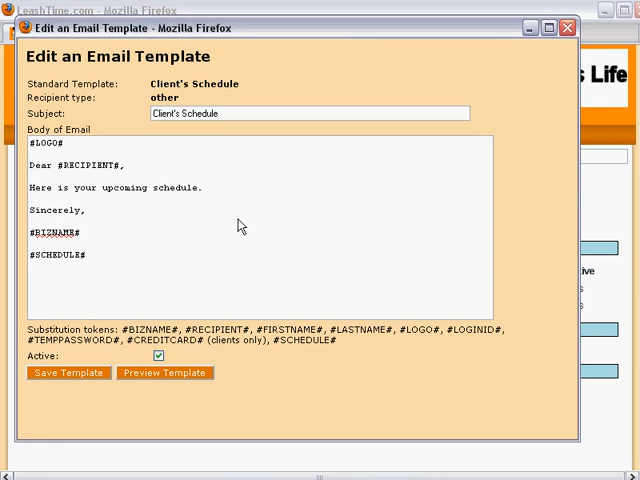 LeashTime.com - Mozilla Firefox
Edit an Email Template - Mozilla Firefox
Edit an Email Template
s Life
Standard Template: Client's Schedule
Recipient type: other
Subject: Client's Schedule
Body of Email
#LOGO#
Dear #RECIPIENT#,
Here is your upcoming schedule.
Sincerely,
#BIZNAME#
#SCHEDULE#
Substitution tokens: #BIZNAME#, #RECIPIENT#, #FIRSTNAME#, #LASTNAME#, #LOGO#, #LOGINID#,
#TEMPPASSWORD#, #CREDITCARD# (clients only), #SCHEDULE#
Active:
Save Template Preview Template